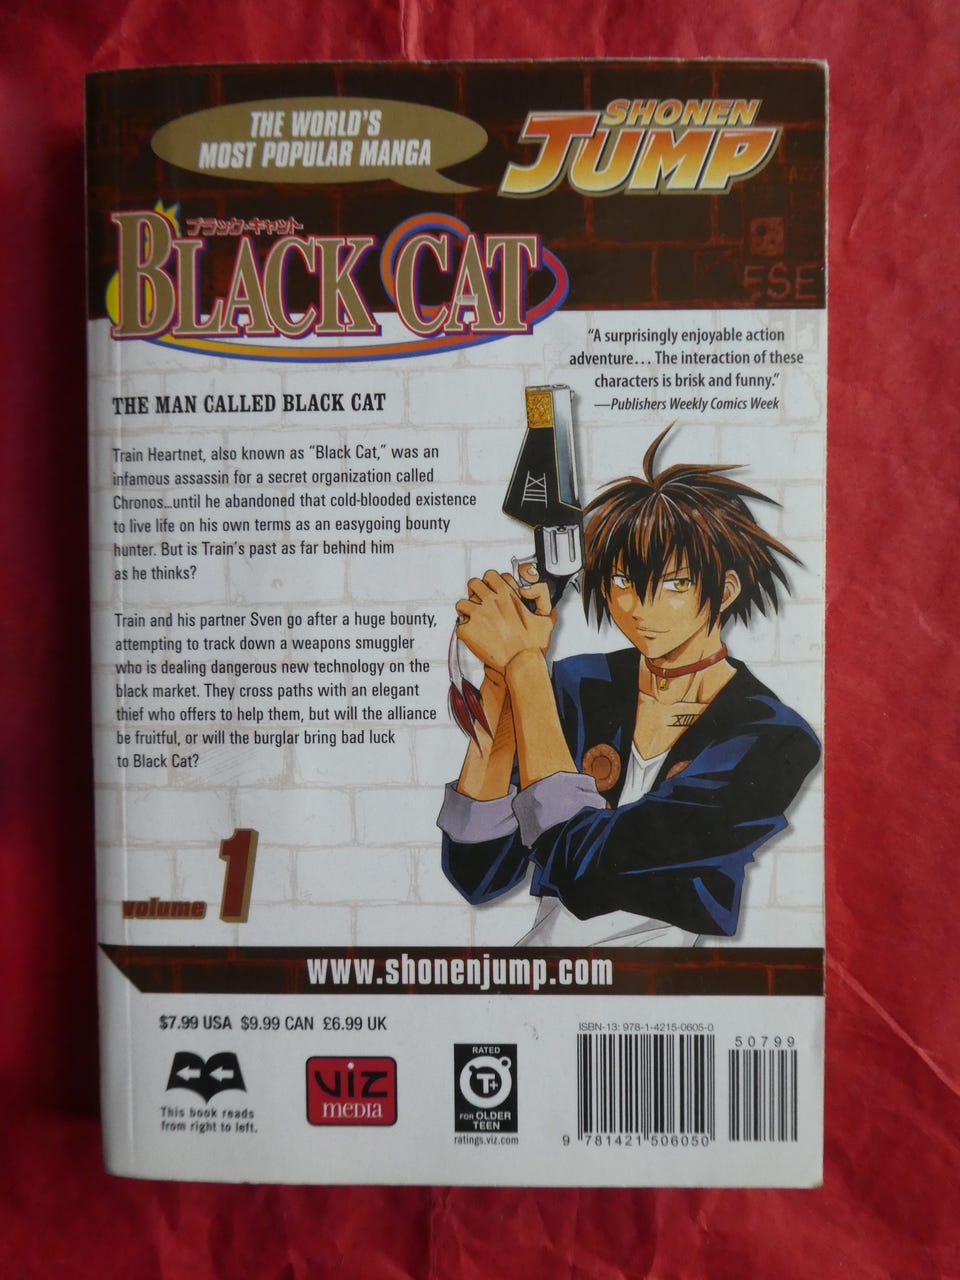 THE WORLD'S
MOST POPULAR MANGA
SHONEN
JUMP
ブラック・キャット
BLACK CAT
ESE
"A surprisingly enjoyable action
adventure... The interaction of these
characters is brisk and funny."
—Publishers Weekly Comics Week
THE MAN CALLED BLACK CAT
Train Heartnet, also known as "Black Cat," was an
infamous assassin for a secret organization called
Chronos...until he abandoned that cold-blooded existence
to live life on his own terms as an easygoing bounty
hunter. But is Train's past as far behind him
as he thinks?
Train and his partner Sven go after a huge bounty,
attempting to track down a weapons smuggler
who is dealing dangerous new technology on the
black market. They cross paths with an elegant
thief who offers to help them, but will the alliance
be fruitful, or will the burglar bring bad luck
to Black Cat?
XIII
XIII
volume 1
www.shonenjump.com
$7.99 USA $9.99 CAN £6.99 UK
This book reads
from right to left.
VIZ
MEDIA
RATED
T+
FOR OLDER
TEEN
ratings.viz.com
ISBN-13: 978-1-4215-0605-0
50799
9 781421 506050